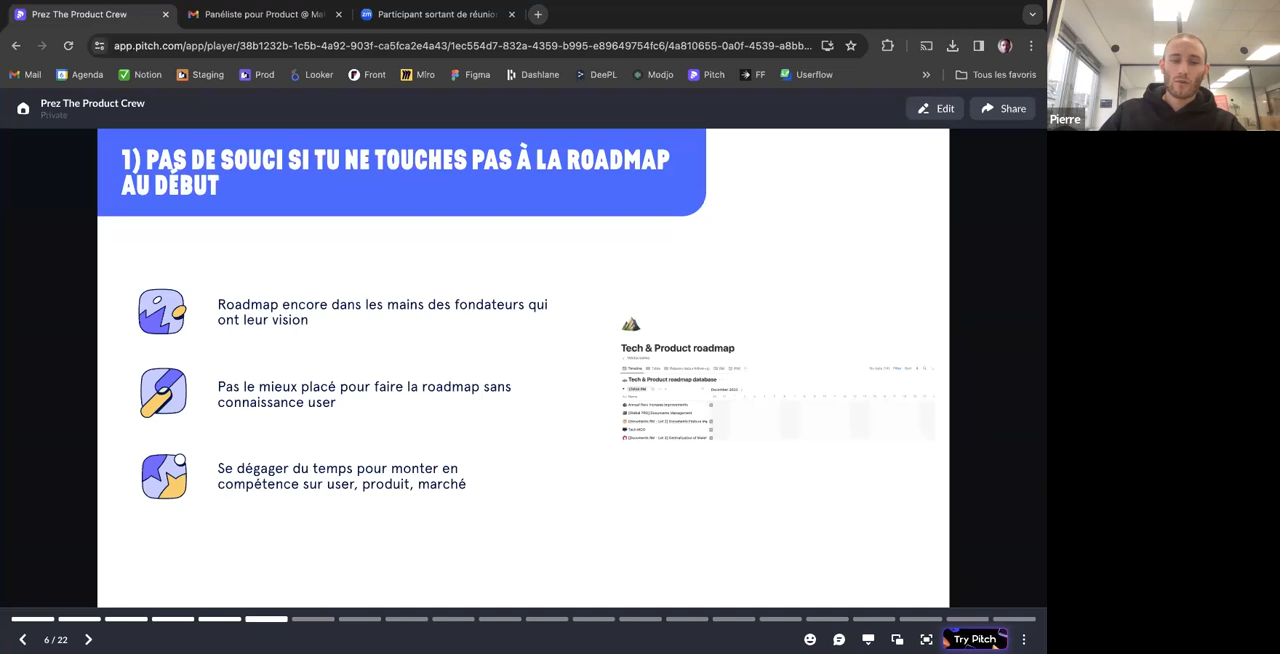 Prez The Product Crew
Panéliste pour Product @ Ma
Participant sortant de réunio
app.pitch.com/app/player/38b1232b-1c5b-4a92-903f-ca5fca2e4a43/1ec554d7-832a-4359-b995-e89649754fc6/4a810655-0a0f-4539-a8bb...
Mail
Agenda
Notion
Staging
Prod
Looker
Front
Miro
Figma
Dashlane
DeePL
Modjo
Pitch
FF
Userflow
Tous les favoris
Prez The Product Crew
Private
Edit
Share
Pierre
1) PAS DE SOUCI SI TU NE TOUCHES PAS À LA ROADMAP
AU DÉBUT
Roadmap encore dans les mains des fondateurs qui
ont leur vision
Pas le mieux placé pour faire la roadmap sans
connaissance user
Se dégager du temps pour monter en
compétence sur user, produit, marché
Tech & Product roadmap
Timeline
Table
Tech & Product roadmap database
6 / 22
Try Pitch